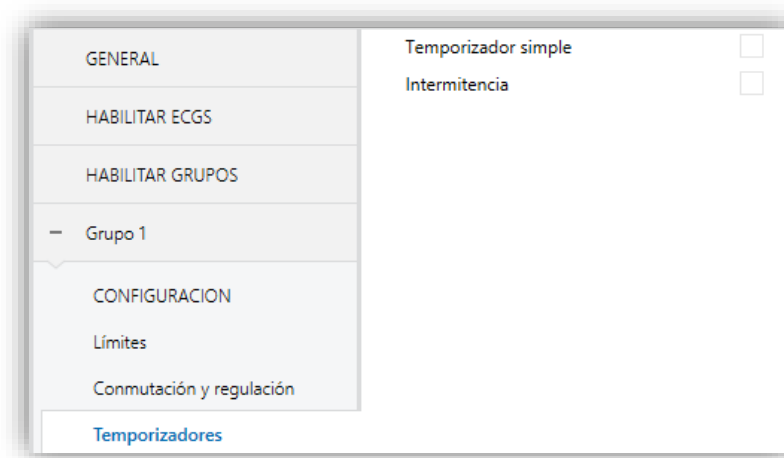 GENERAL
HABILITAR ECGS
HABILITAR GRUPOS
Grupo 1
CONFIGURACION
Límites
Conmutación y regulación
Temporizadores
Temporizador simple
Intermitencia